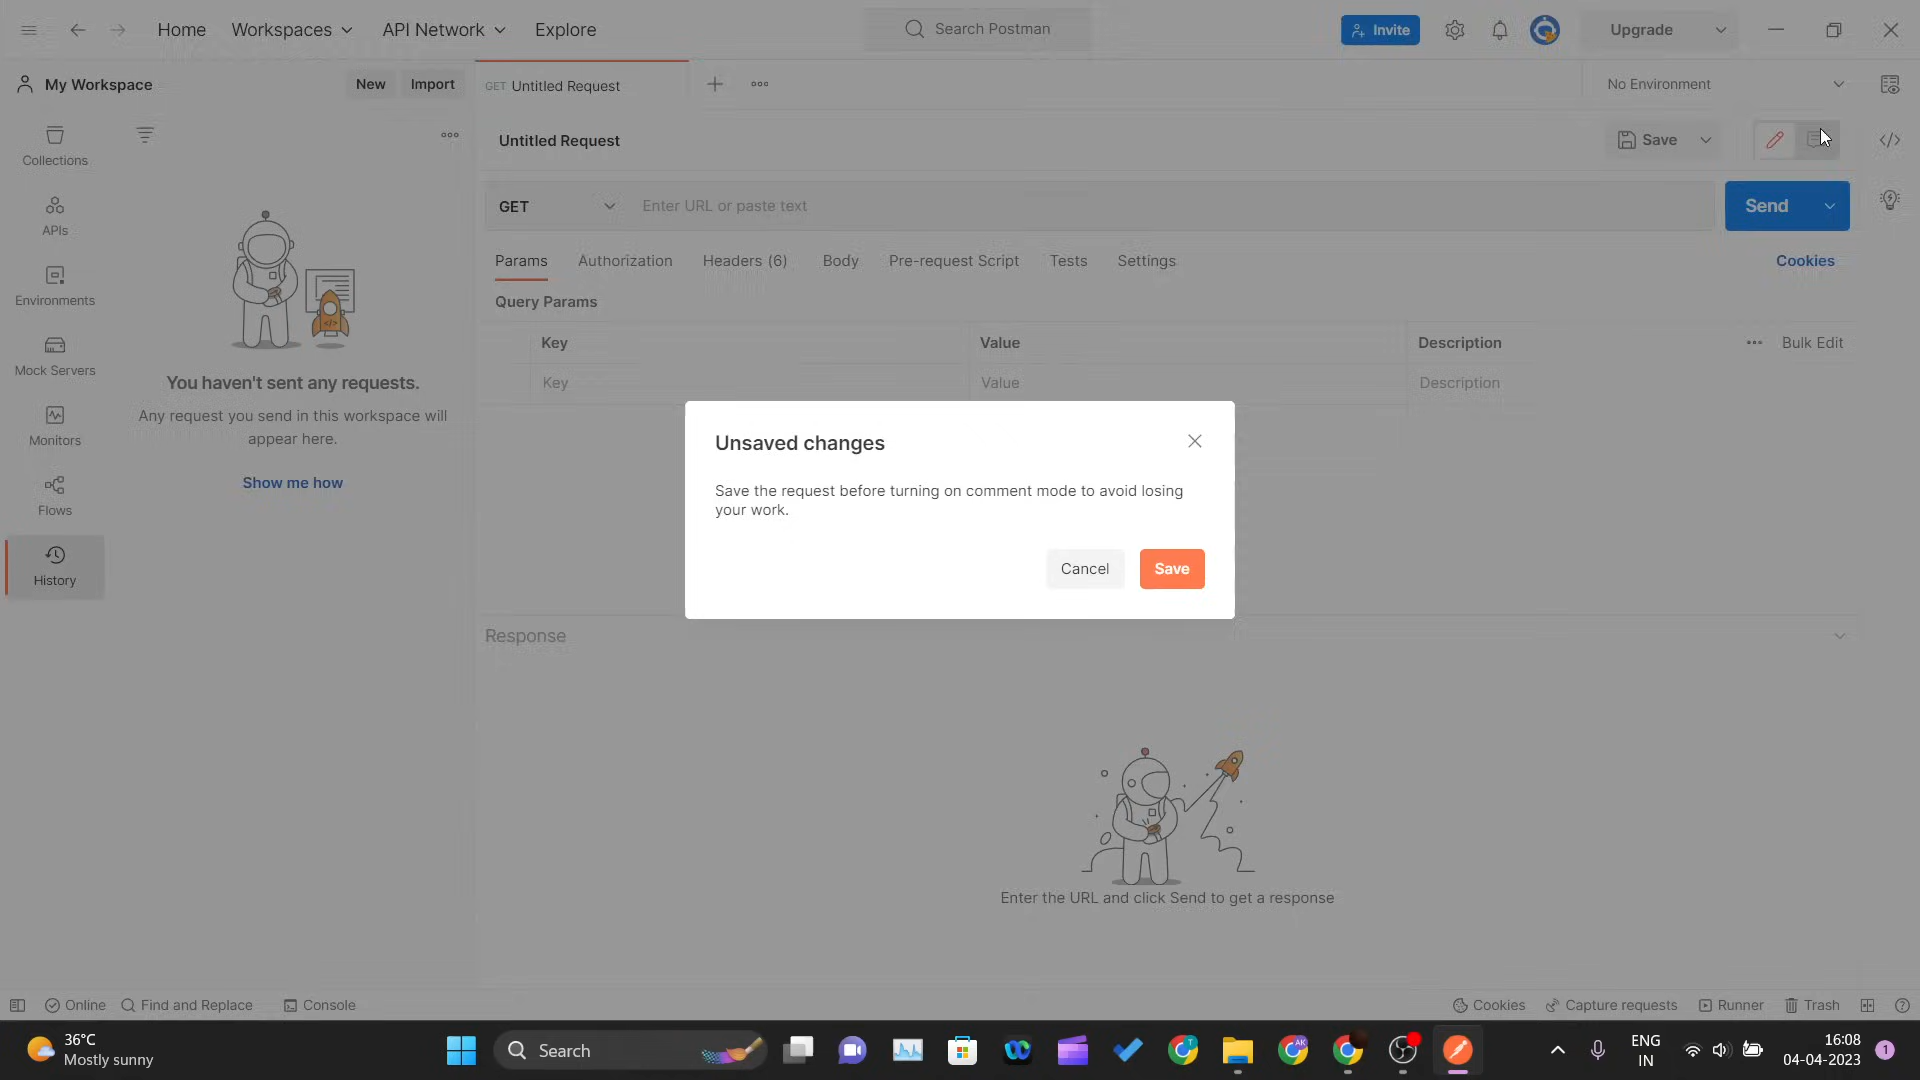 Home Workspaces API Network Explore Search Postman Invite Upgrade
My Workspace New Import GET Untitled Request No Environment
Collections
APIs
Environments
Mock Servers
Monitors
Flows
History
You haven't sent any requests.
Any request you send in this workspace will
appear here.
Show me how
Untitled Request Save
GET Enter URL or paste text Send
Params Authorization Headers (6) Body Pre-request Script Tests Settings Cookies
Query Params
Key Value Description Bulk Edit
Key Value Description
Unsaved changes
Save the request before turning on comment mode to avoid losing
your work.
Cancel Save
Response
Enter the URL and click Send to get a response
Online Find and Replace Console Cookies Capture requests Runner Trash
36°C
Mostly sunny
Search
ENG
IN
16:08
04-04-2023
1